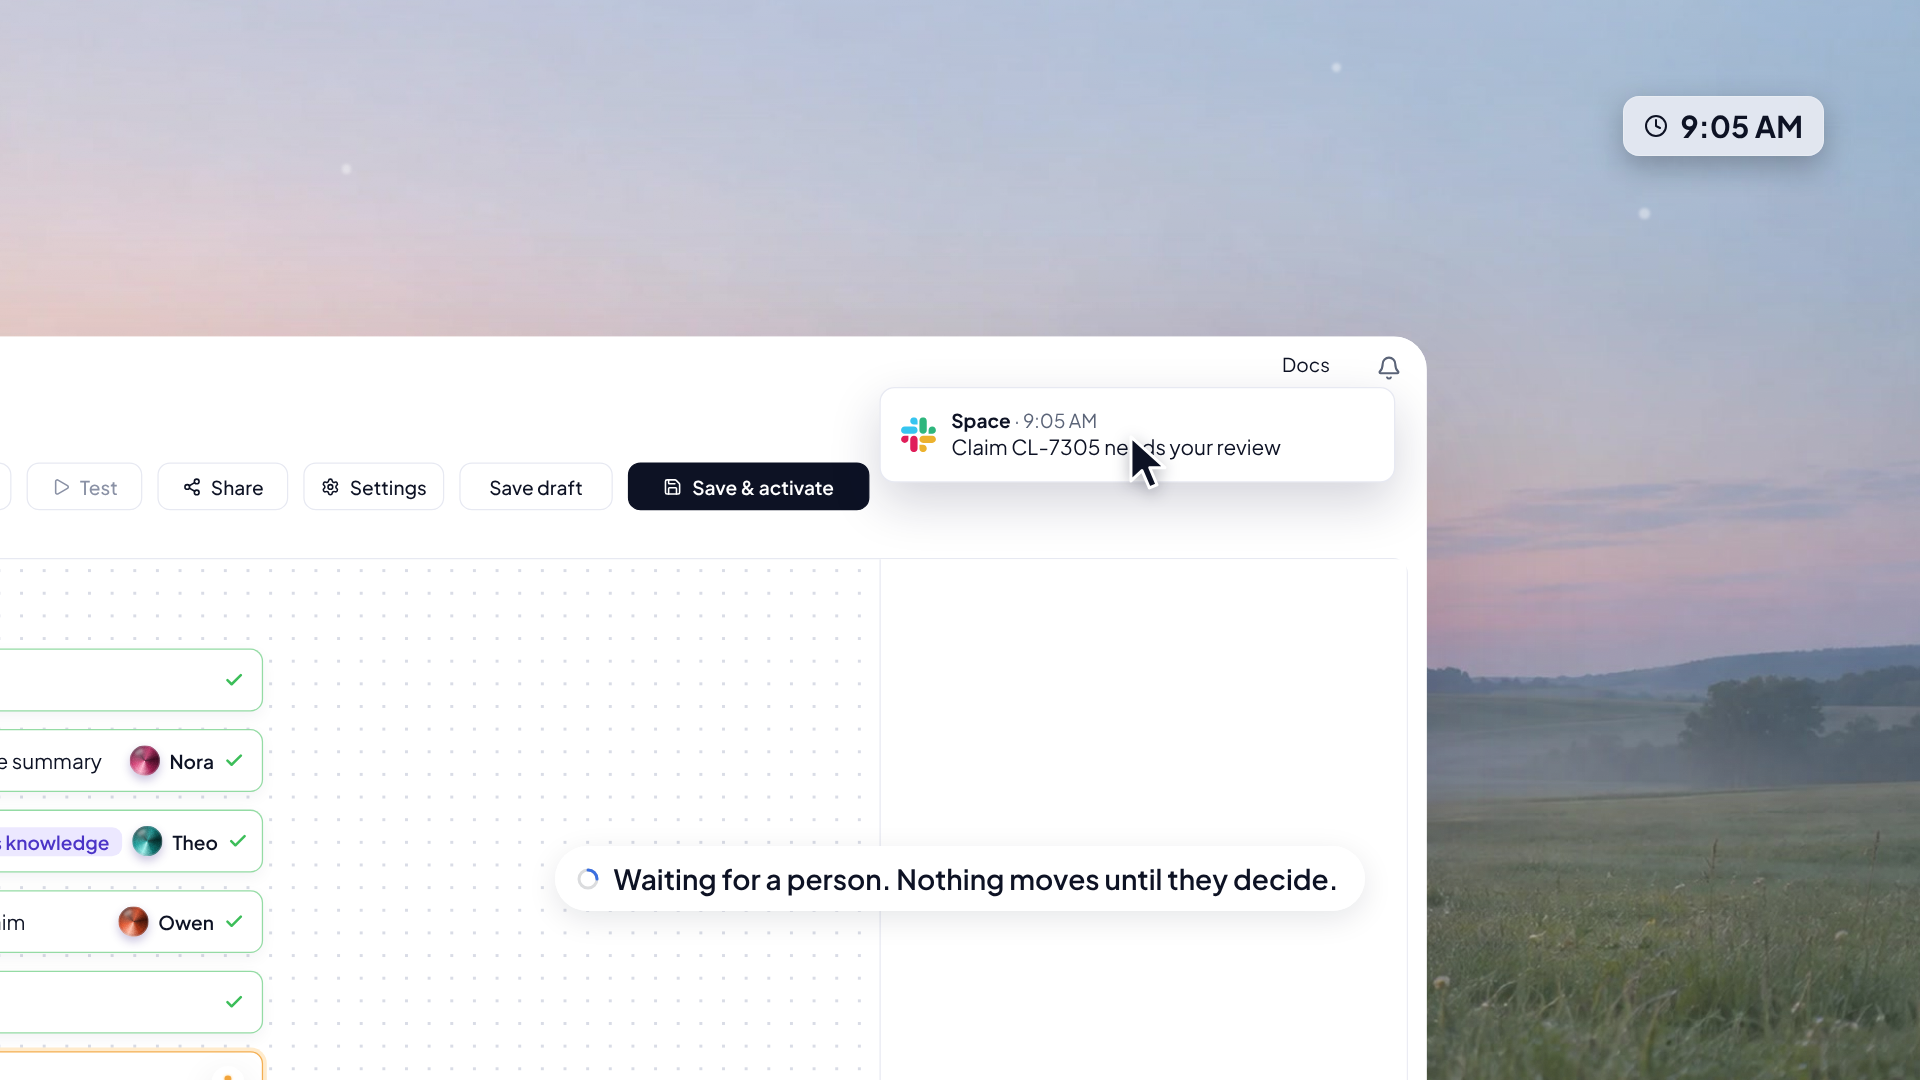 9:05 AM
Docs
Space · 9:05 AM
Claim CL-7305 needs your review
Test
Share
Settings
Save draft
Save & activate
e summary
Nora
knowledge
Theo
Waiting for a person. Nothing moves until they decide.
im
Owen